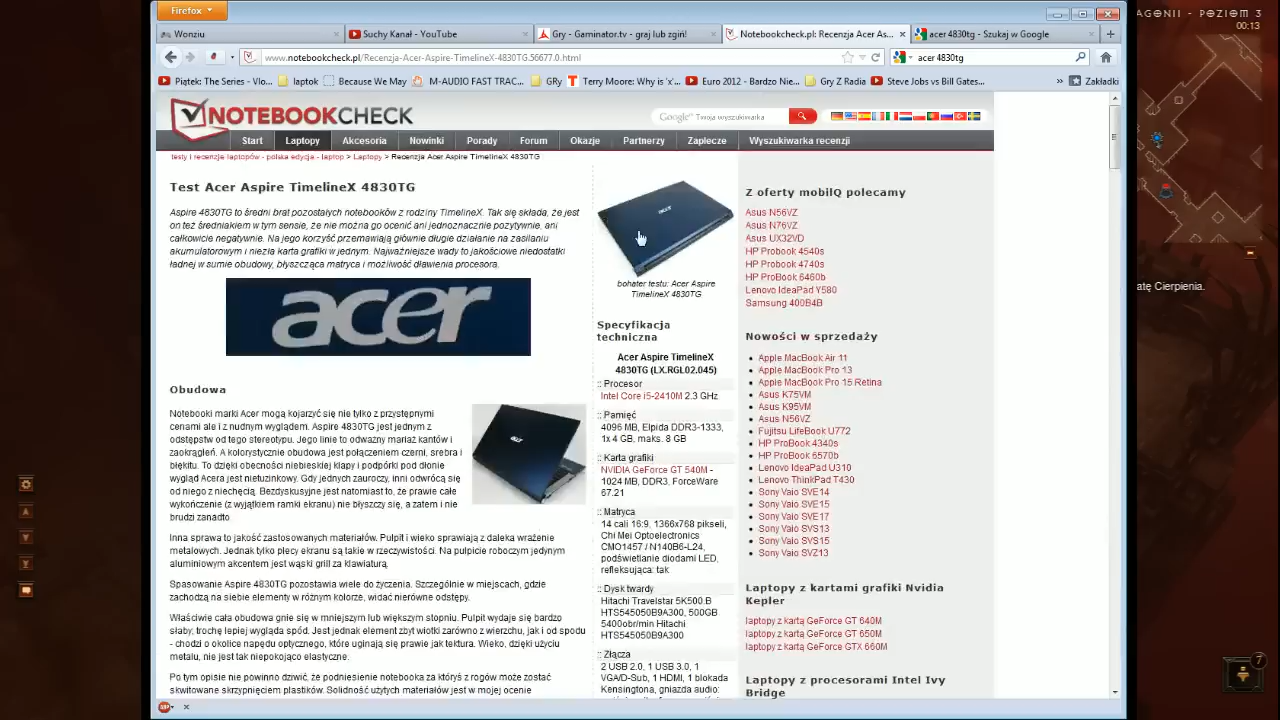 Firefox
AGONII - POZIOM 3
00:13
Wonziu
Suchy Kanał - YouTube
Gry - Gaminator.tv - graj lub zgiń!
Notebookcheck.pl: Recenzja Acer As...
acer 4830tg - Szukaj w Google
www.notebookcheck.pl/Recenzja-Acer-Aspire-TimelineX-4830TG.56677.0.html
acer 4830tg
Piątek: The Series - Vlo...
laptok
Because We May
M-AUDIO FAST TRAC...
GRy
Terry Moore: Why is 'x'...
Euro 2012 - Bardzo Nie...
Gry Z Radia
Steve Jobs vs Bill Gates...
»
Zakładki
NOTEBOOKCHECK
Google™ Twoja wyszukiwarka
Start
Laptopy
Akcesoria
Nowinki
Porady
Forum
Okazje
Partnerzy
Zaplecze
Wyszukiwarka recenzji
testy i recenzje laptopów - polska edycja - laptop > Laptopy > Recenzja Acer Aspire TimelineX 4830TG
Test Acer Aspire TimelineX 4830TG
Aspire 4830TG to średni brat pozostałych notebooków z rodziny TimelineX. Tak się składa, że jest
on też średniakiem w tym sensie, że nie można go ocenić ani jednoznacznie pozytywnie, ani
całkowicie negatywnie. Na jego korzyść przemawiają głównie długie działanie na zasilaniu
akumulatorowym i niezła karta grafiki w jednym. Najważniejsze wady to jakościowe niedostatki
ładnej w sumie obudowy, błyszcząca matryca i możliwość dławienia procesora.
acer
Obudowa
Notebooki marki Acer mogą kojarzyć się nie tylko z przystępnymi
cenami ale i z nudnym wyglądem. Aspire 4830TG jest jednym z
odstępstw od tego stereotypu. Jego linie to odważny mariaż kantów i
zaokrągleń. A kolorystycznie obudowa jest połączeniem czerni, srebra i
błękitu. To dzięki obecności niebieskiej klapy i podpórki pod dłonie
wygląd Acera jest nietuzinkowy. Gdy jednych zauroczy, inni odwrócą się
od niego z niechęcią. Bezdyskusyjne jest natomiast to, że prawie całe
wykończenie (z wyjątkiem ramki ekranu) nie błyszczy się, a zatem i nie
brudzi zanadto.
Inna sprawa to jakość zastosowanych materiałów. Pulpit i wieko sprawiają z daleka wrażenie
metalowych. Jednak tylko plecy ekranu są takie w rzeczywistości. Na pulpicie roboczym jedynym
aluminiowym akcentem jest wąski grill za klawiaturą.
Spasowanie Aspire 4830TG pozostawia wiele do życzenia. Szczególnie w miejscach, gdzie
zachodzą na siebie elementy w różnym kolorze, widać nierówne odstępy.
Właściwie cała obudowa gnie się w mniejszym lub większym stopniu. Pulpit wydaje się bardzo
słaby; trochę lepiej wygląda spód. Jest jednak element zbyt wiotki zarówno z wierzchu, jak i od spodu
- chodzi o okolice napędu optycznego, które uginają się prawie jak tektura. Wieko, dzięki użyciu
metalu, nie jest tak niepokojąco elastyczne.
Po tym opisie nie powinno dziwić, że podniesienie notebooka za któryś z rogów może zostać
skwitowane skrzypieniem plastików. Solidność użytych materiałów jest w mojej ocenie
bohater testu: Acer Aspire
TimelineX 4830TG
Specyfikacja
techniczna
Acer Aspire TimelineX
4830TG (LX.RGL02.045)
:: Procesor
Intel Core i5-2410M 2.3 GHz
:: Pamięć
4096 MB, Elpida DDR3-1333,
1x 4 GB, maks. 8 GB
:: Karta grafiki
NVIDIA GeForce GT 540M -
1024 MB, DDR3, ForceWare
67.21
:: Matryca
14 cali 16:9, 1366x768 pikseli,
Chi Mei Optoelectronics
CMO1457 / N140B6-L24,
podświetlanie diodami LED,
refleksująca: tak
:: Dysk twardy
Hitachi Travelstar 5K500.B
HTS545050B9A300, 500GB
5400obr/min Hitachi
HTS545050B9A300
:: Złącza
2 USB 2.0, 1 USB 3.0, 1
VGA/D-Sub, 1 HDMI, 1 blokada
Kensingtona, gniazda audio:
Z oferty mobilQ polecamy
Asus N56VZ
Asus N76VZ
Asus UX32VD
HP Probook 4540s
HP Probook 4740s
HP ProBook 6460b
Lenovo IdeaPad Y580
Samsung 400B4B
Nowości w sprzedaży
Apple MacBook Air 11
Apple MacBook Pro 13
Apple MacBook Pro 15 Retina
Asus K75VM
Asus K95VM
Asus N56VZ
Fujitsu LifeBook U772
HP ProBook 4340s
HP ProBook 6570b
Lenovo IdeaPad U310
Lenovo ThinkPad T430
Sony Vaio SVE14
Sony Vaio SVE15
Sony Vaio SVE17
Sony Vaio SVS13
Sony Vaio SVS15
Sony Vaio SVZ13
Laptopy z kartami grafiki Nvidia
Kepler
laptopy z kartą GeForce GT 640M
laptopy z kartą GeForce GT 650M
laptopy z kartą GeForce GTX 660M
Laptopy z procesorami Intel Ivy
Bridge
atę Cierpienia.
7
ABP